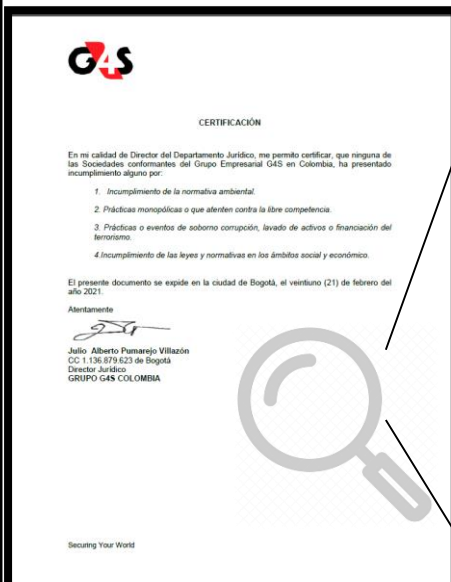 G4S
CERTIFICACIÓN
En mi calidad de Director del Departamento Jurídico, me permito certificar, que ninguna de
las Sociedades conformantes del Grupo Empresarial G4S en Colombia, ha presentado
incumplimiento alguno por:
1. Incumplimiento de la normativa ambiental.
2. Prácticas monopólicas o que atenten contra la libre competencia.
3. Prácticas o eventos de soborno corrupción, lavado de activos o financiación del
terrorismo.
4.Incumplimiento de las leyes y normativas en los ámbitos social y económico.
El presente documento se expide en la ciudad de Bogotá, el veintiuno (21) de febrero del
año 2021.
Atentamente
Julio Alberto Pumarejo Villazón
CC 1.136.879.623 de Bogotá
Director Jurídico
GRUPO G4S COLOMBIA
Securing Your World